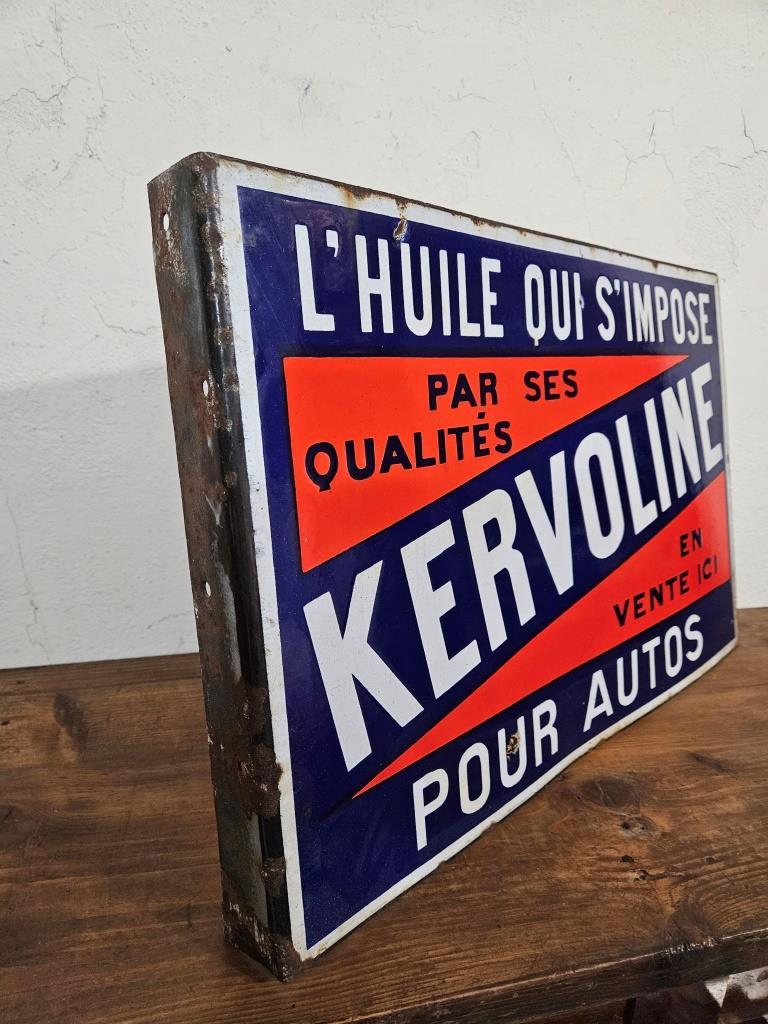 L'HUILE QUI S'IMPOSE
PAR SES
QUALITÉS
KERVOLINE
EN
VENTE ICI
POUR AUTOS